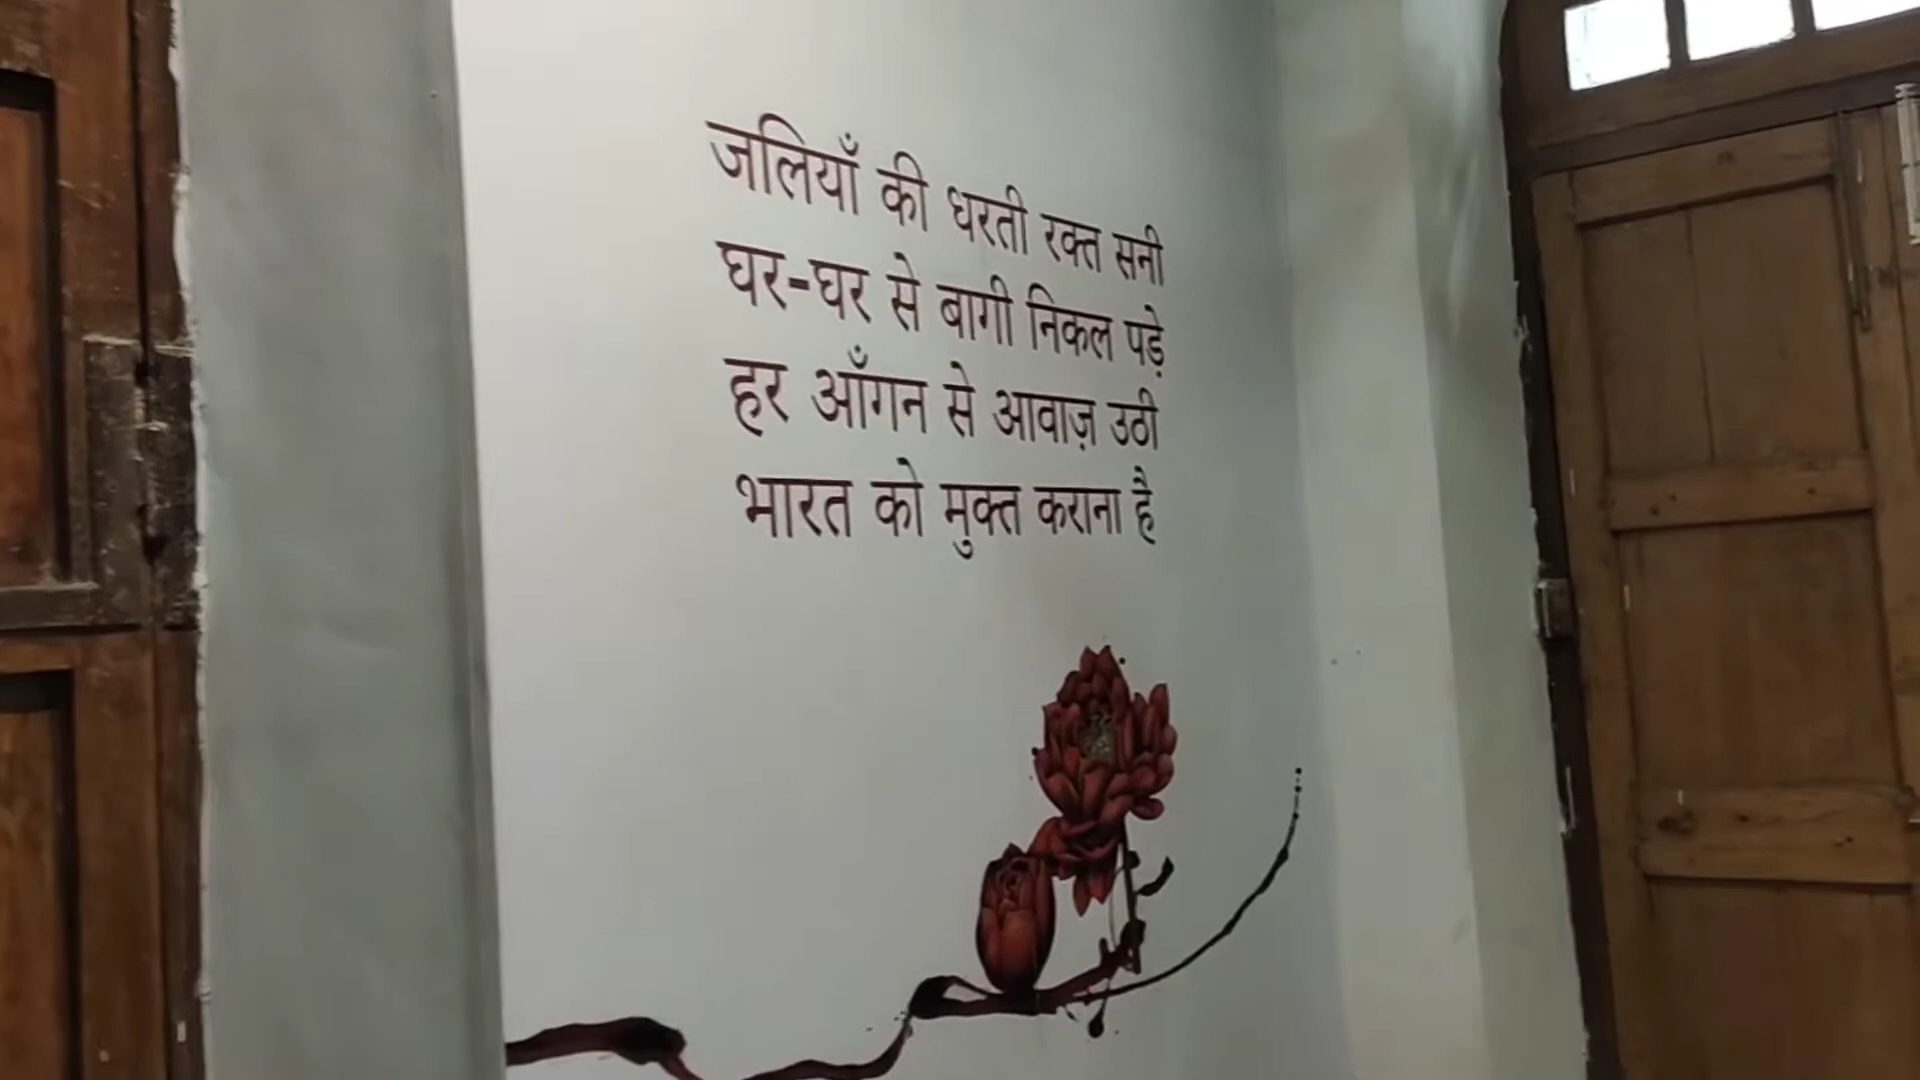 जलियाँ की धरती रक्त सनी
घर-घर से बागी निकल पड़े
हर आँगन से आवाज़ उठी
भारत को मुक्त कराना है